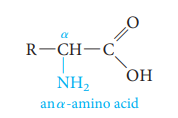 O
α
R—CH—C
NH₂
OH
an α-amino acid